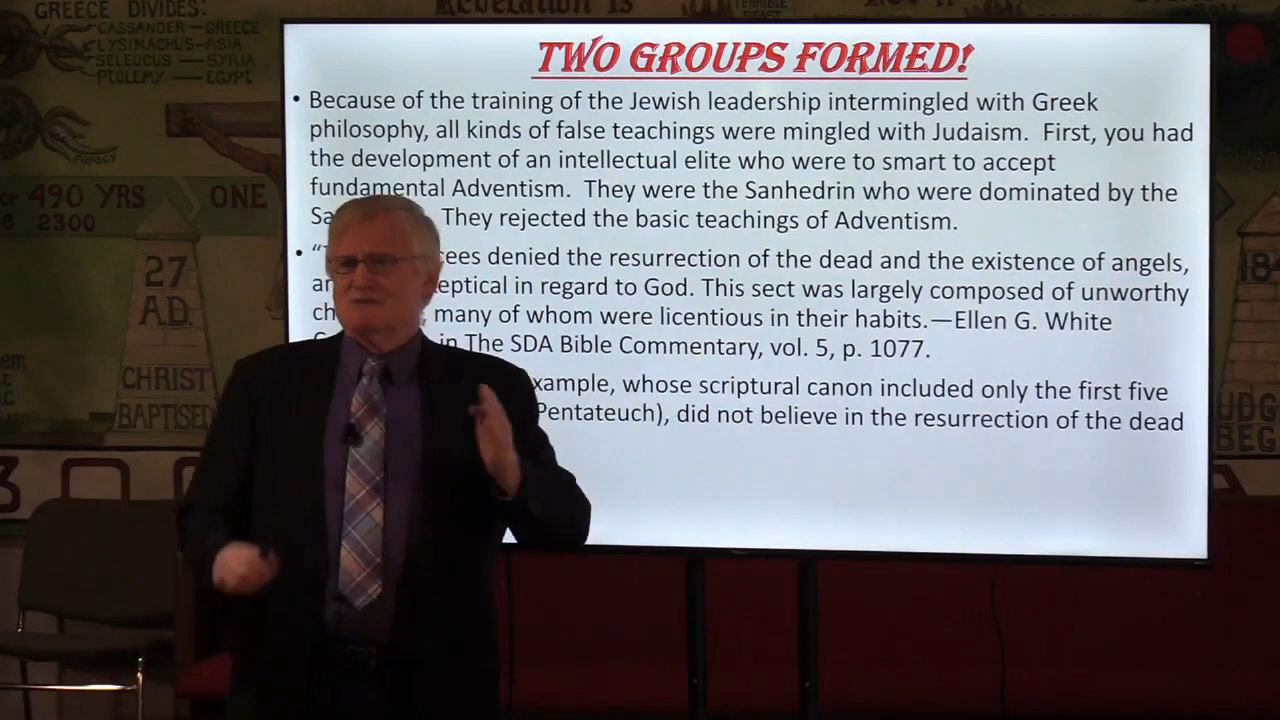 GREECE DIVIDES:
CASSANDER — GREECE
LYSIMACHUS - ASIA
SELEUCUS — SYRIA
PTOLEMY — EGYPT
Revelation is
TERRIBLE
PAPACY
490 YRS
ONE
2300
27
A.D.
CHRIST
BAPTISED
TWO GROUPS FORMED!
• Because of the training of the Jewish leadership intermingled with Greek
philosophy, all kinds of false teachings were mingled with Judaism. First, you had
the development of an intellectual elite who were to smart to accept
fundamental Adventism. They were the Sanhedrin who were dominated by the
They rejected the basic teachings of Adventism.
• denied the resurrection of the dead and the existence of angels,
in regard to God. This sect was largely composed of unworthy
many of whom were licentious in their habits.—Ellen G. White
in The SDA Bible Commentary, vol. 5, p. 1077.
whose scriptural canon included only the first five
Pentateuch), did not believe in the resurrection of the dead
184
BEG